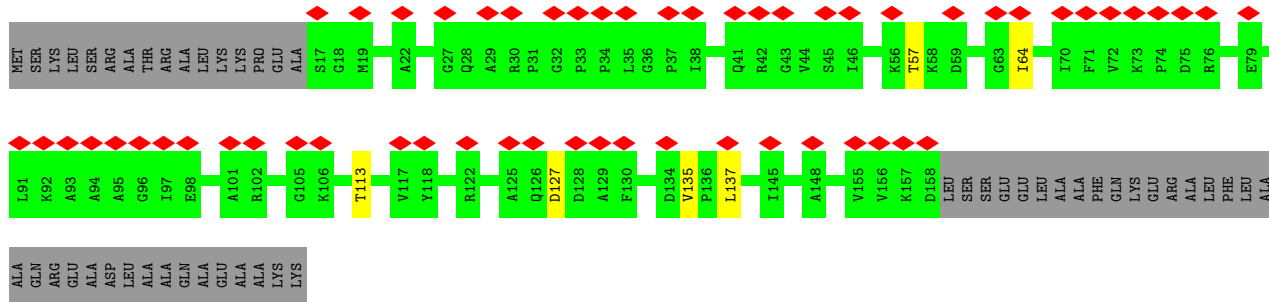 MET SER LYS LEU SER ARG ALA THR ARG ALA LEU LYS LYS PRO GLU ALA S17 G18 M19 A22 G27 Q28 A29 R30 P31 G32 P33 P34 L35 G36 P37 I38 Q41 R42 G43 V44 S45 I46 K56 T57 K58 D59 G63 I64 I70 F71 V72 K73 P74 D75 R76 E79
L91 K92 A93 A94 A95 G96 I97 E98 A101 R102 G105 K106 T113 V117 Y118 R122 A125 Q126 D127 D128 A129 F130 D134 V135 P136 L137 I145 A148 V155 V156 K157 D158 LEU SER SER GLU GLU LEU ALA ALA PHE GLN LYS GLU ARG ALA LEU PHE LEU ALA
ALA GLN ARG GLU ALA ASP LEU ALA ALA GLN ALA GLU ALA ALA LYS LYS